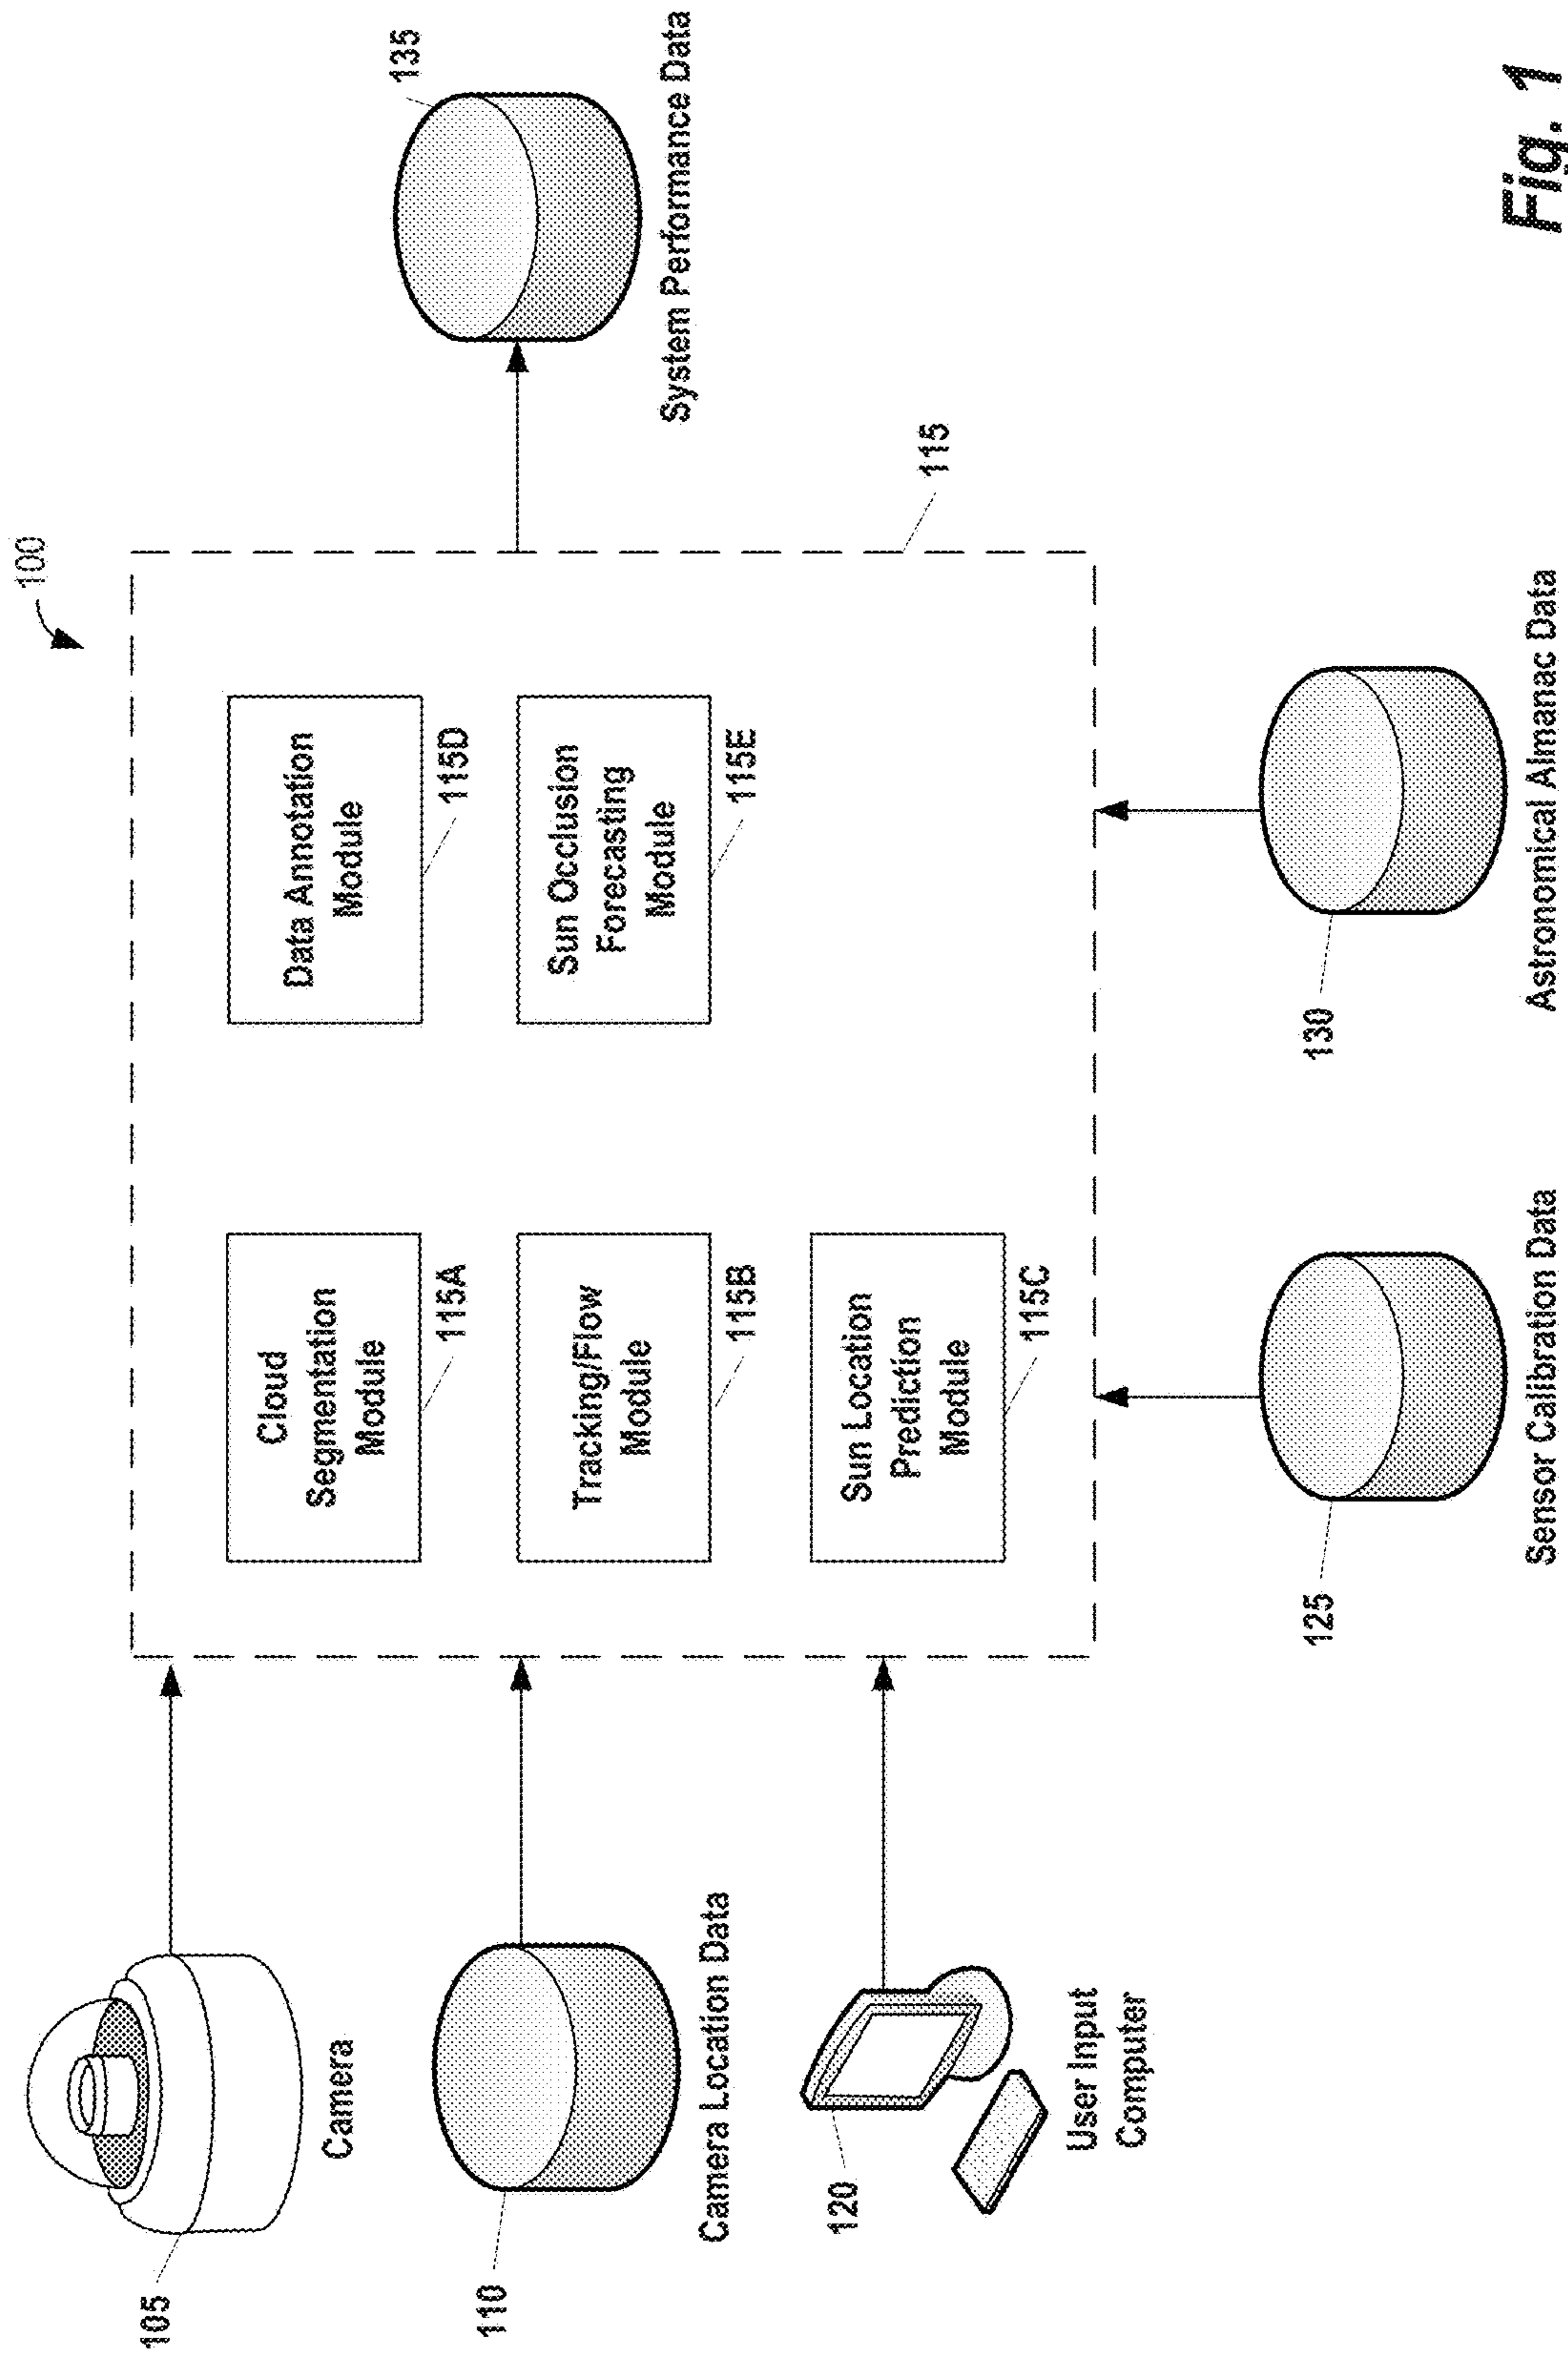 100
105
Camera
110
Camera Location Data
120
User Input
Computer
Cloud
Segmentation
Module
115A
Tracking/Flow
Module
115B
Sun Location
Prediction
Module
115C
Data Annotation
Module
115D
Sun Occlusion
Forecasting
Module
115E
115
135
System Performance Data
125
Sensor Calibration Data
130
Astronomical Almanac Data
Fig. 1